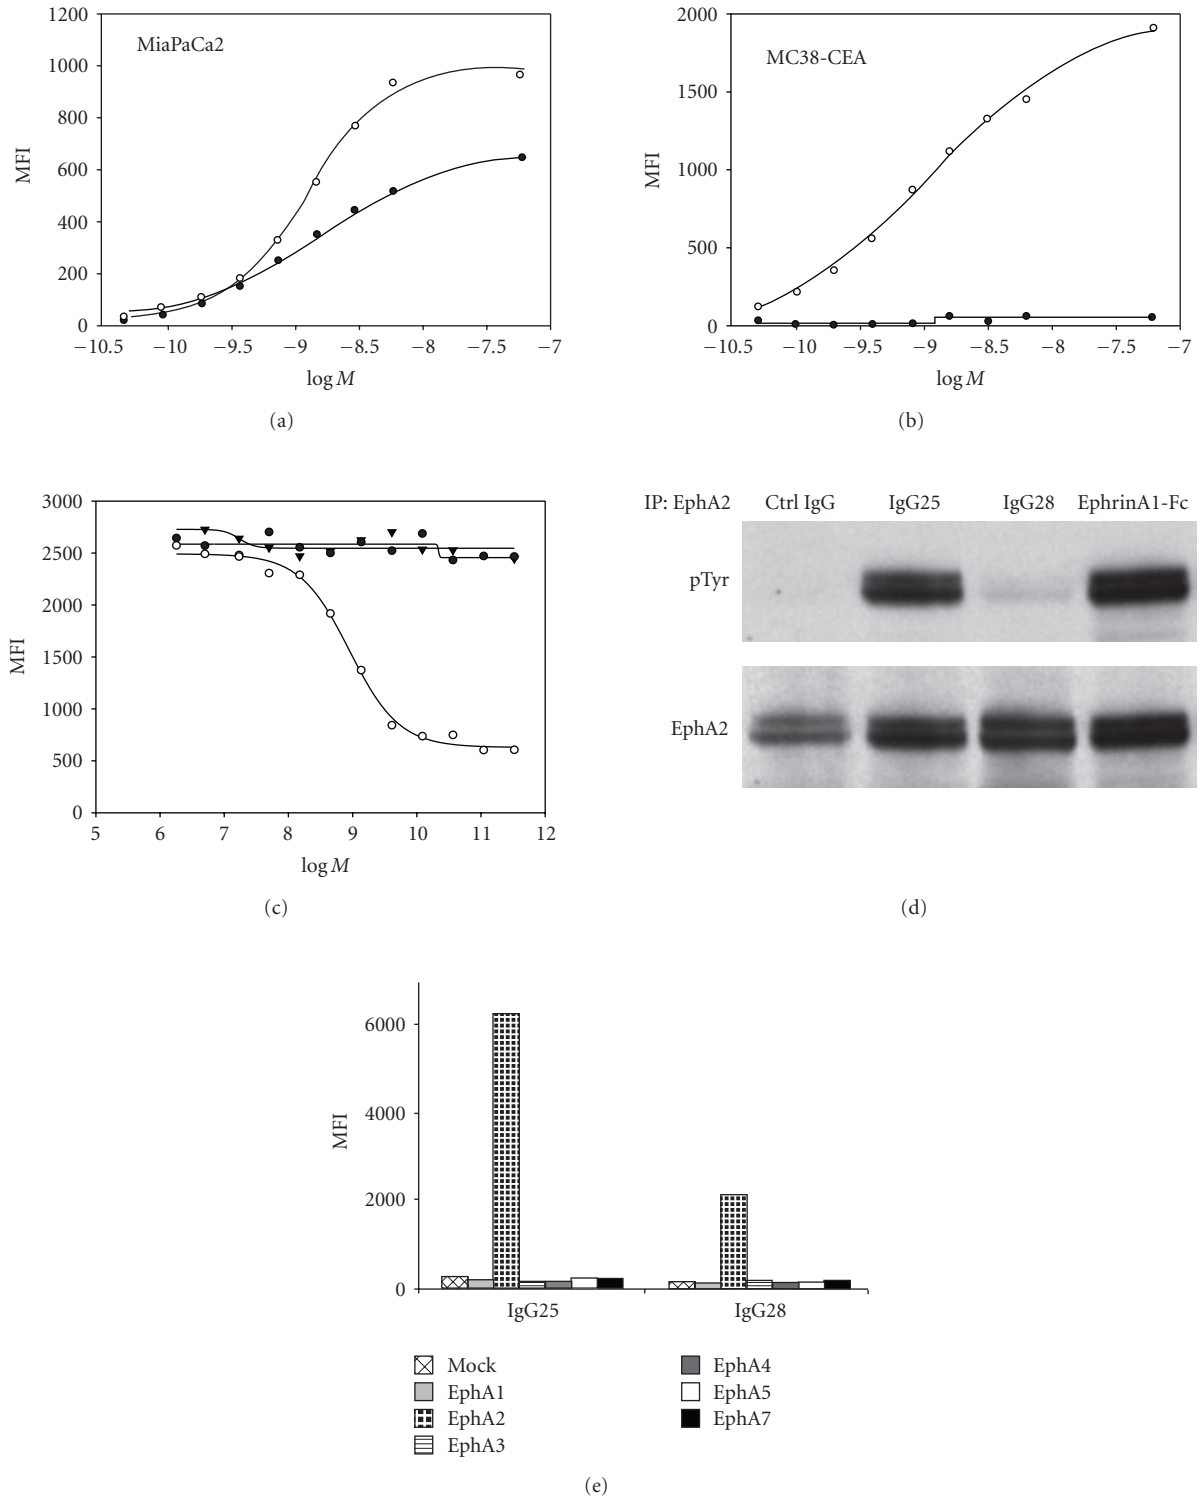 MiaPaCa2
MFI
1200
1000
800
600
400
200
0
−10.5 −10 −9.5 −9 −8.5 −8 −7.5 −7
log M
(a)
MC38-CEA
MFI
2000
1500
1000
500
0
−10.5 −10 −9.5 −9 −8.5 −8 −7.5 −7
log M
(b)
MFI
3000
2500
2000
1500
1000
500
0
5 6 7 8 9 10 11 12
log M
(c)
IP: EphA2 Ctrl IgG IgG25 IgG28 EphrinA1-Fc
pTyr
EphA2
(d)
MFI
6000
4000
2000
0
IgG25 IgG28
Mock
EphA1
EphA2
EphA3
EphA4
EphA5
EphA7
(e)